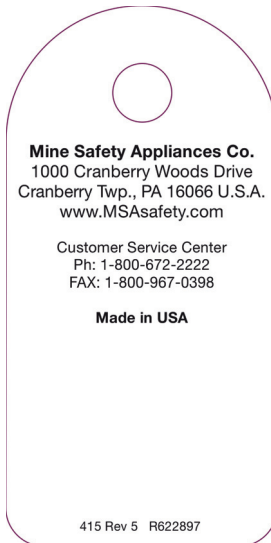 Mine Safety Appliances Co.
1000 Cranberry Woods Drive
Cranberry Twp., PA 16066 U.S.A.
www.MSAsafety.com
Customer Service Center
Ph: 1-800-672-2222
FAX: 1-800-967-0398
Made in USA
415 Rev 5 R622897